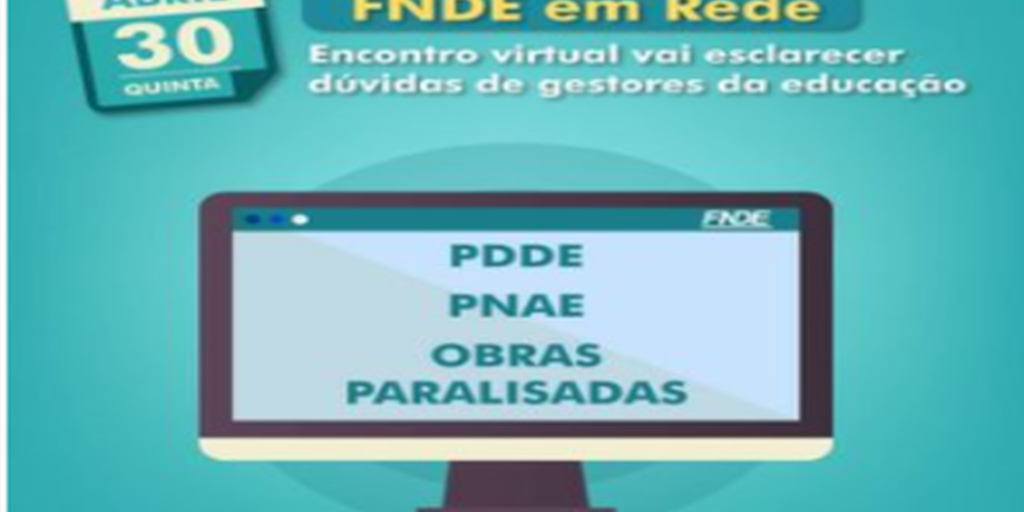 ABRIL
30
QUINTA
FNDE em Rede
Encontro virtual vai esclarecer
dúvidas de gestores da educação
FNDE
PDDE
PNAE
OBRAS
PARALISADAS